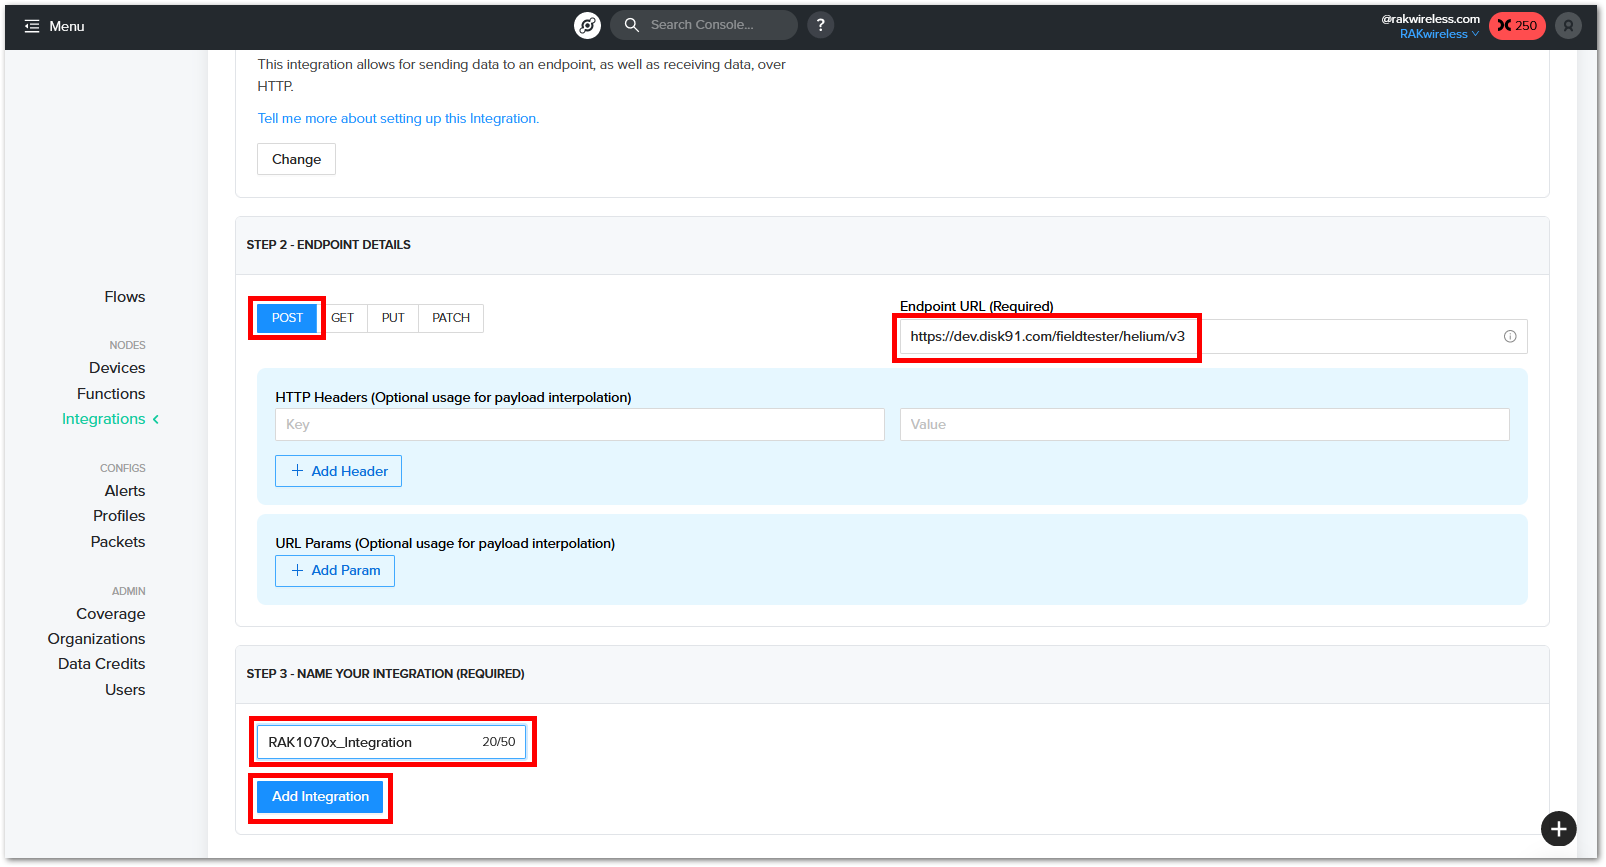 Menu
Search Console...
?
@rakwireless.com
RAKwireless
250
This integration allows for sending data to an endpoint, as well as receiving data, over
HTTP.
Tell me more about setting up this Integration.
Change
STEP 2 - ENDPOINT DETAILS
POST GET PUT PATCH
Endpoint URL (Required)
https://dev.disk91.com/fieldtester/helium/v3
HTTP Headers (Optional usage for payload interpolation)
Key
Value
+ Add Header
URL Params (Optional usage for payload interpolation)
+ Add Param
STEP 3 - NAME YOUR INTEGRATION (REQUIRED)
RAK1070x_Integration 20/50
Add Integration
Flows
NODES
Devices
Functions
Integrations
CONFIGS
Alerts
Profiles
Packets
ADMIN
Coverage
Organizations
Data Credits
Users